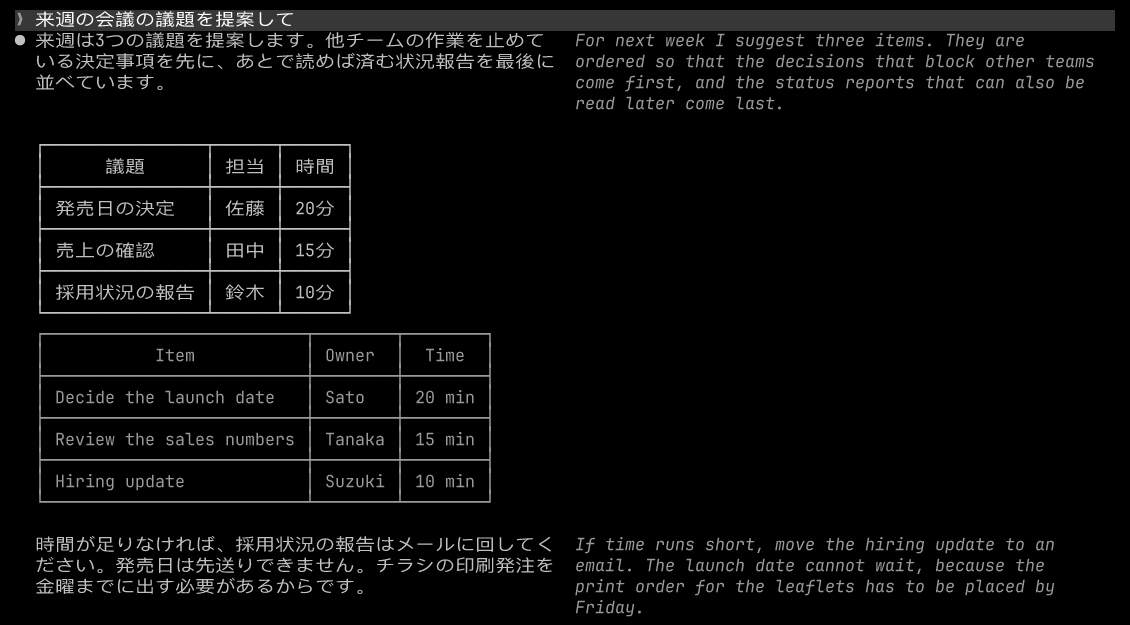 ❯ 来週の会議の議題を提案して
● 来週は3つの議題を提案します。他チームの作業を止めて
いる決定事項を先に、あとで読めば済む状況報告を最後に
並べています。
For next week I suggest three items. They are
ordered so that the decisions that block other teams
come first, and the status reports that can also be
read later come last.
議題 担当 時間
発売日の決定 佐藤 20分
売上の確認 田中 15分
採用状況の報告 鈴木 10分
Item Owner Time
Decide the launch date Sato 20 min
Review the sales numbers Tanaka 15 min
Hiring update Suzuki 10 min
時間が足りなければ、採用状況の報告はメールに回してく
ださい。発売日は先送りできません。チラシの印刷発注を
金曜までに出す必要があるからです。
If time runs short, move the hiring update to an
email. The launch date cannot wait, because the
print order for the leaflets has to be placed by
Friday.